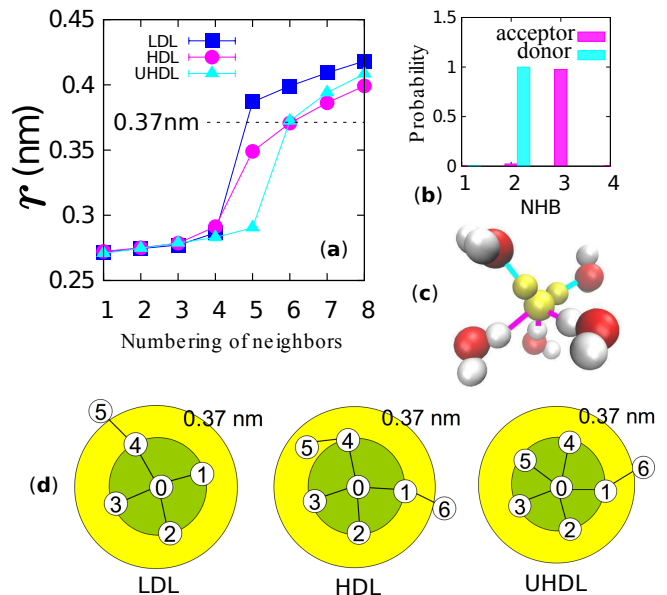 LDL
HDL
UHDL
0.45
0.4
0.35
0.3
0.25
0.37nm
r (nm)
(a)
1 2 3 4 5 6 7 8
Numbering of neighbors
acceptor
donor
1.5
1
0.5
0
Probability
1 2 3 4
(b)
NHB
(c)
(d)
5
4
0.37 nm
1
0
3
2
LDL
0.37 nm
4
5
0
1
3
6
2
HDL
0.37 nm
4
5
6
0
1
3
2
UHDL